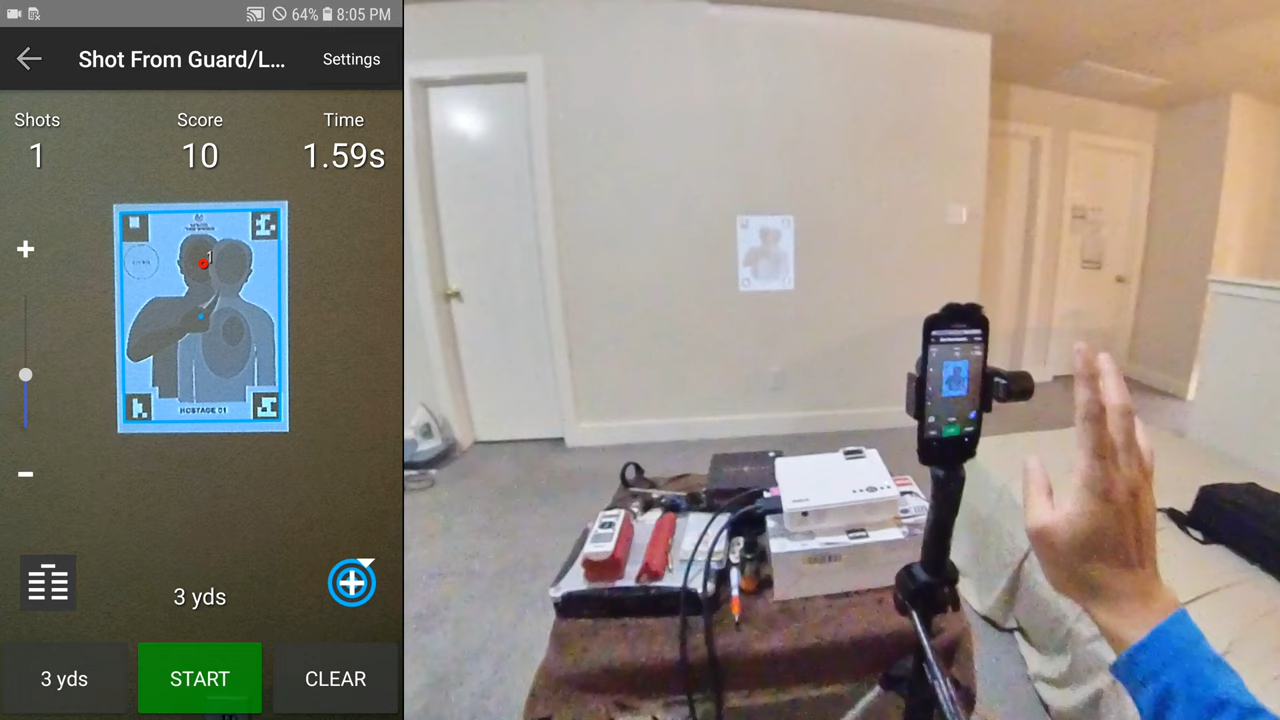 64% 8:05 PM
Shot From Guard/L... Settings
Shots Score Time
1 10 1.59s
1
HOSTAGE 01
+
-
3 yds
3 yds START CLEAR